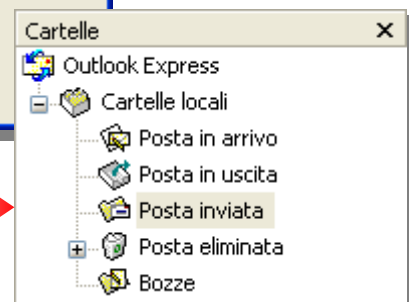 Cartelle
Outlook Express
Cartelle locali
Posta in arrivo
Posta in uscita
Posta inviata
Posta eliminata
Bozze